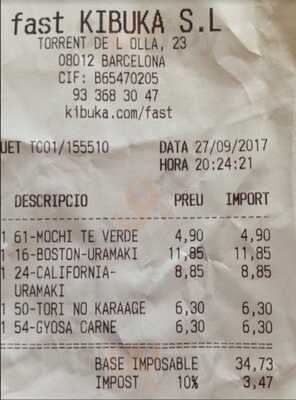 fast KIBUKA S.L
TORRENT DE L OLLA, 23
08012 BARCELONA
CIF: B65470205
93 368 30 47
kibuka.com/fast
UET TC01/155510 DATA 27/09/2017
HORA 20:24:21
DESCRIPCIO PREU IMPORT
1 61-MOCHI TE VERDE 4,90 4,90
1 16-BOSTON-URAMAKI 11,85 11,85
1 24-CALIFORNIA- 8,85 8,85
URAMAKI
1 50-TORI NO KARAAGE 6,30 6,30
1 54-GYOSA CARNE 6,30 6,30
BASE IMPOSABLE 34,73
IMPOST 10% 3,47